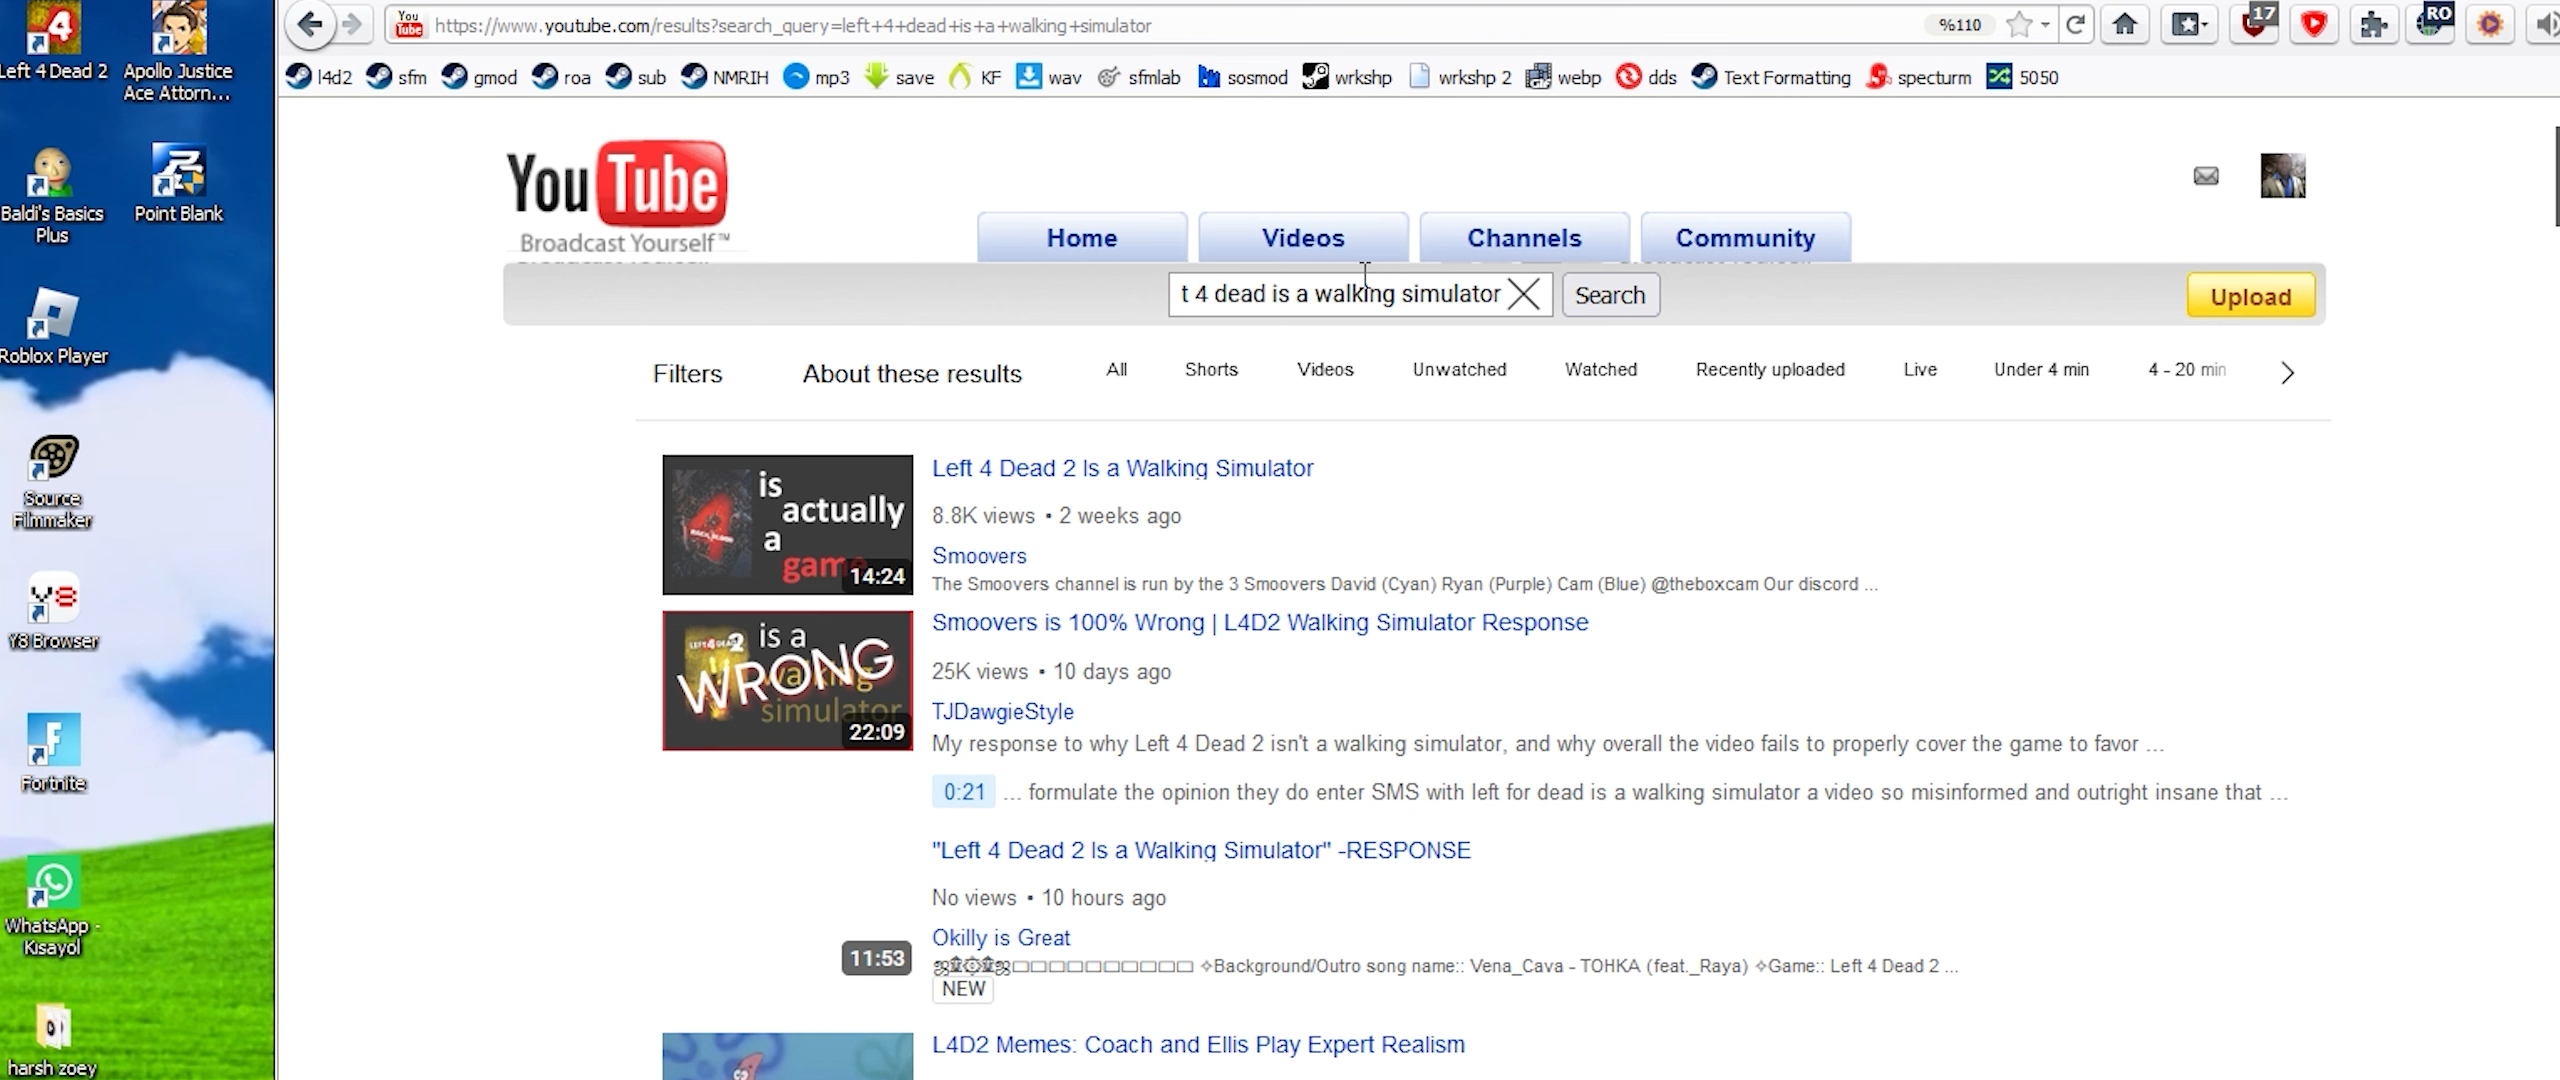 Left 4 Dead 2
Apollo Justice
Ace Attorn...
Baldi's Basics
Plus
Point Blank
Roblox Player
Source
Filmmaker
Y8 Browser
Fortnite
WhatsApp -
Kısayol
harsh zoey
https://www.youtube.com/results?search_query=left+4+dead+is+a+walking+simulator
%110
17
RO
l4d2 sfm gmod roa sub NMRIH mp3 save KF wav sfmlab sosmod wrkshp wrkshp 2 webp dds Text Formatting specturm 5050
YouTube
Broadcast Yourself™
Home Videos Channels Community
t 4 dead is a walking simulator
Search
Upload
Filters About these results All Shorts Videos Unwatched Watched Recently uploaded Live Under 4 min 4 - 20 min
is
actually
a
game
14:24
Left 4 Dead 2 Is a Walking Simulator
8.8K views • 2 weeks ago
Smoovers
The Smoovers channel is run by the 3 Smoovers David (Cyan) Ryan (Purple) Cam (Blue) @theboxcam Our discord ...
is a
WRONG
walking
simulator
22:09
Smoovers is 100% Wrong | L4D2 Walking Simulator Response
25K views • 10 days ago
TJDawgieStyle
My response to why Left 4 Dead 2 isn't a walking simulator, and why overall the video fails to properly cover the game to favor ...
0:21 ... formulate the opinion they do enter SMS with left for dead is a walking simulator a video so misinformed and outright insane that ...
"Left 4 Dead 2 Is a Walking Simulator" -RESPONSE
No views • 10 hours ago
Okilly is Great
11:53
✧Background/Outro song name:: Vena_Cava - TOHKA (feat._Raya) ✧Game:: Left 4 Dead 2 ...
NEW
L4D2 Memes: Coach and Ellis Play Expert Realism